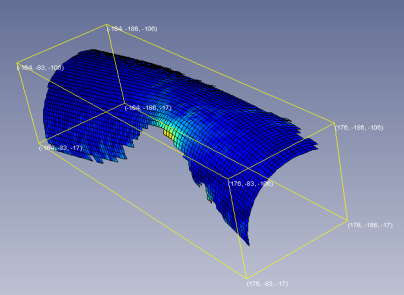 (-184, -186, -106)
(-184, -83, -106)
(-184, -186, -17)
(176, -186, -106)
(-184, -83, -17)
(176, -83, -106)
(176, -186, -17)
(176, -83, -17)